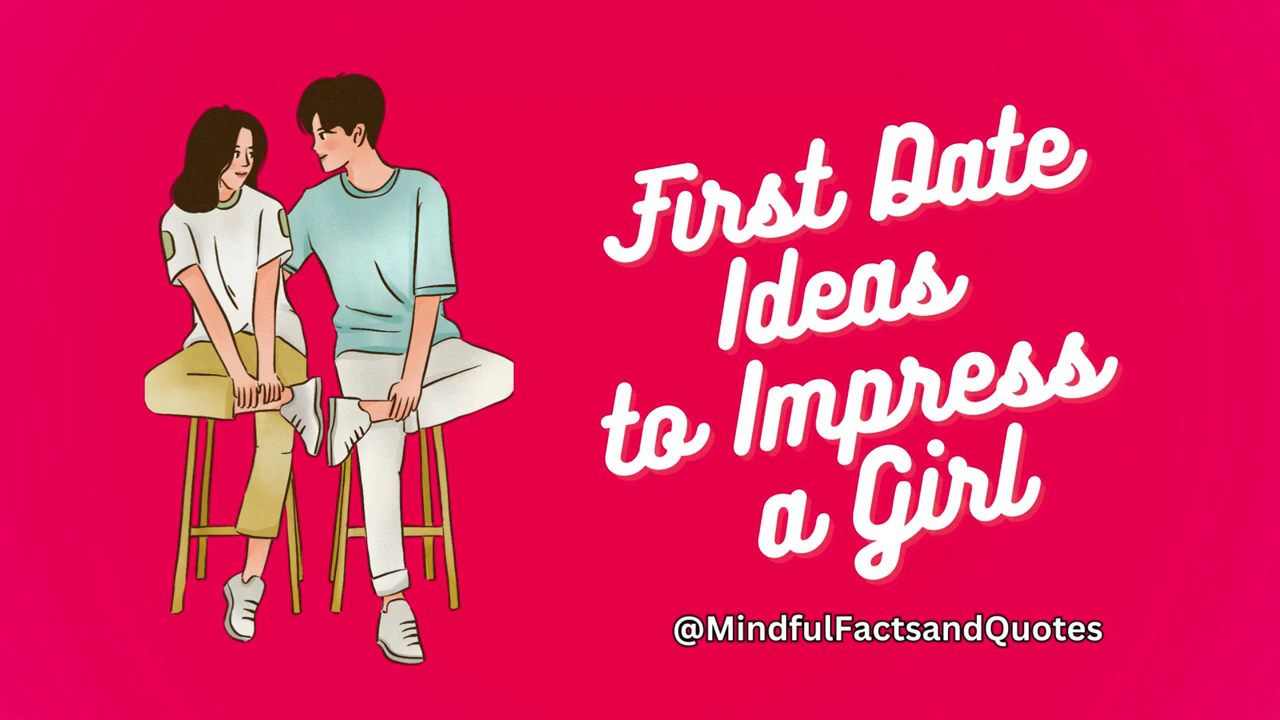 First Date
Ideas
to Impress
a Girl
@MindfulFactsandQuotes